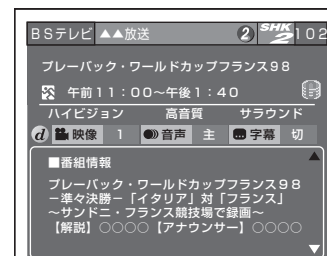 BSテレビ ▲▲放送 2 SHK 2 102
プレーバック・ワールドカップフランス98
午前11:00~午後1:40
ハイビジョン 高音質 サラウンド
d 映像 1 音声 主 字幕 切
■番組情報
プレーバック・ワールドカップフランス98
-準々決勝-「イタリア」対「フランス」
~サンドニ・フランス競技場で録画~
【解説】○○○○【アナウンサー】○○○○